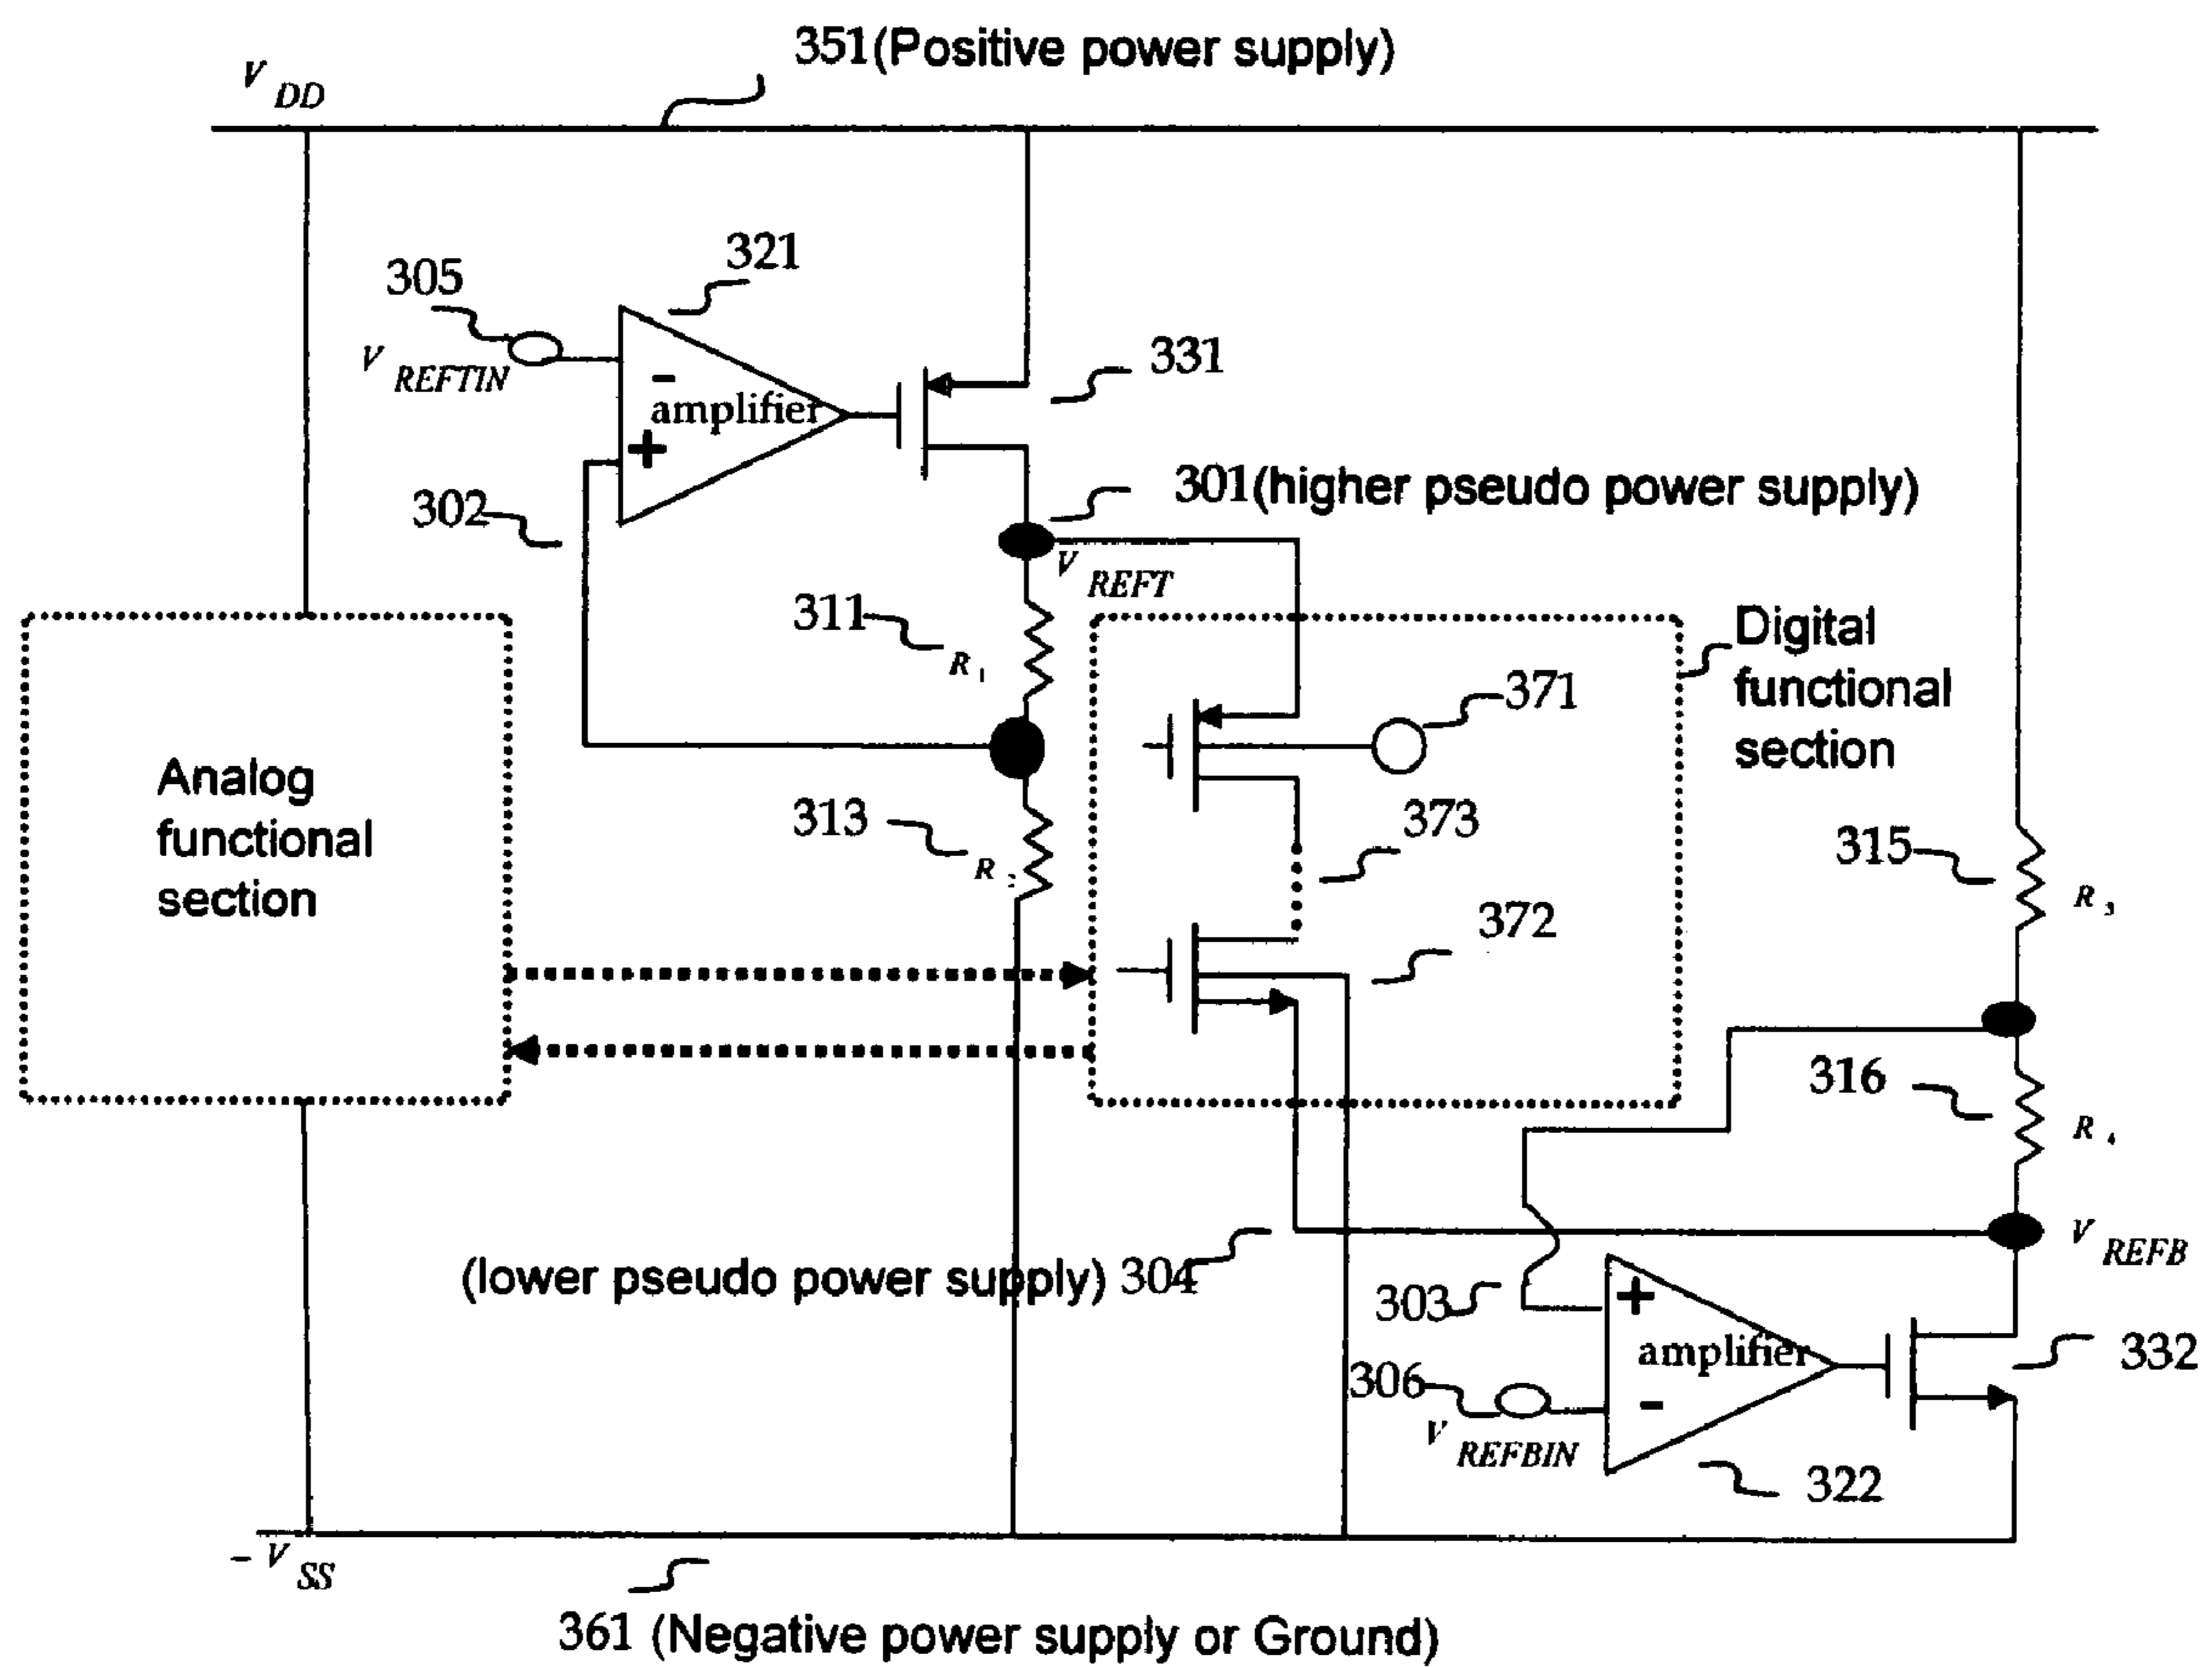 351(Positive power supply)
V DD
321
305
V REFTIN
-
amplifier
+
331
302
301(higher pseudo power supply)
V REFT
311
R 1
Digital
functional
section
371
Analog
functional
section
313
R 2
373
315
R 3
372
316
R 4
(lower pseudo power supply) 304
V REFB
303
+
amplifier
-
332
306
V REFBIN
322
- V SS
361 (Negative power supply or Ground)